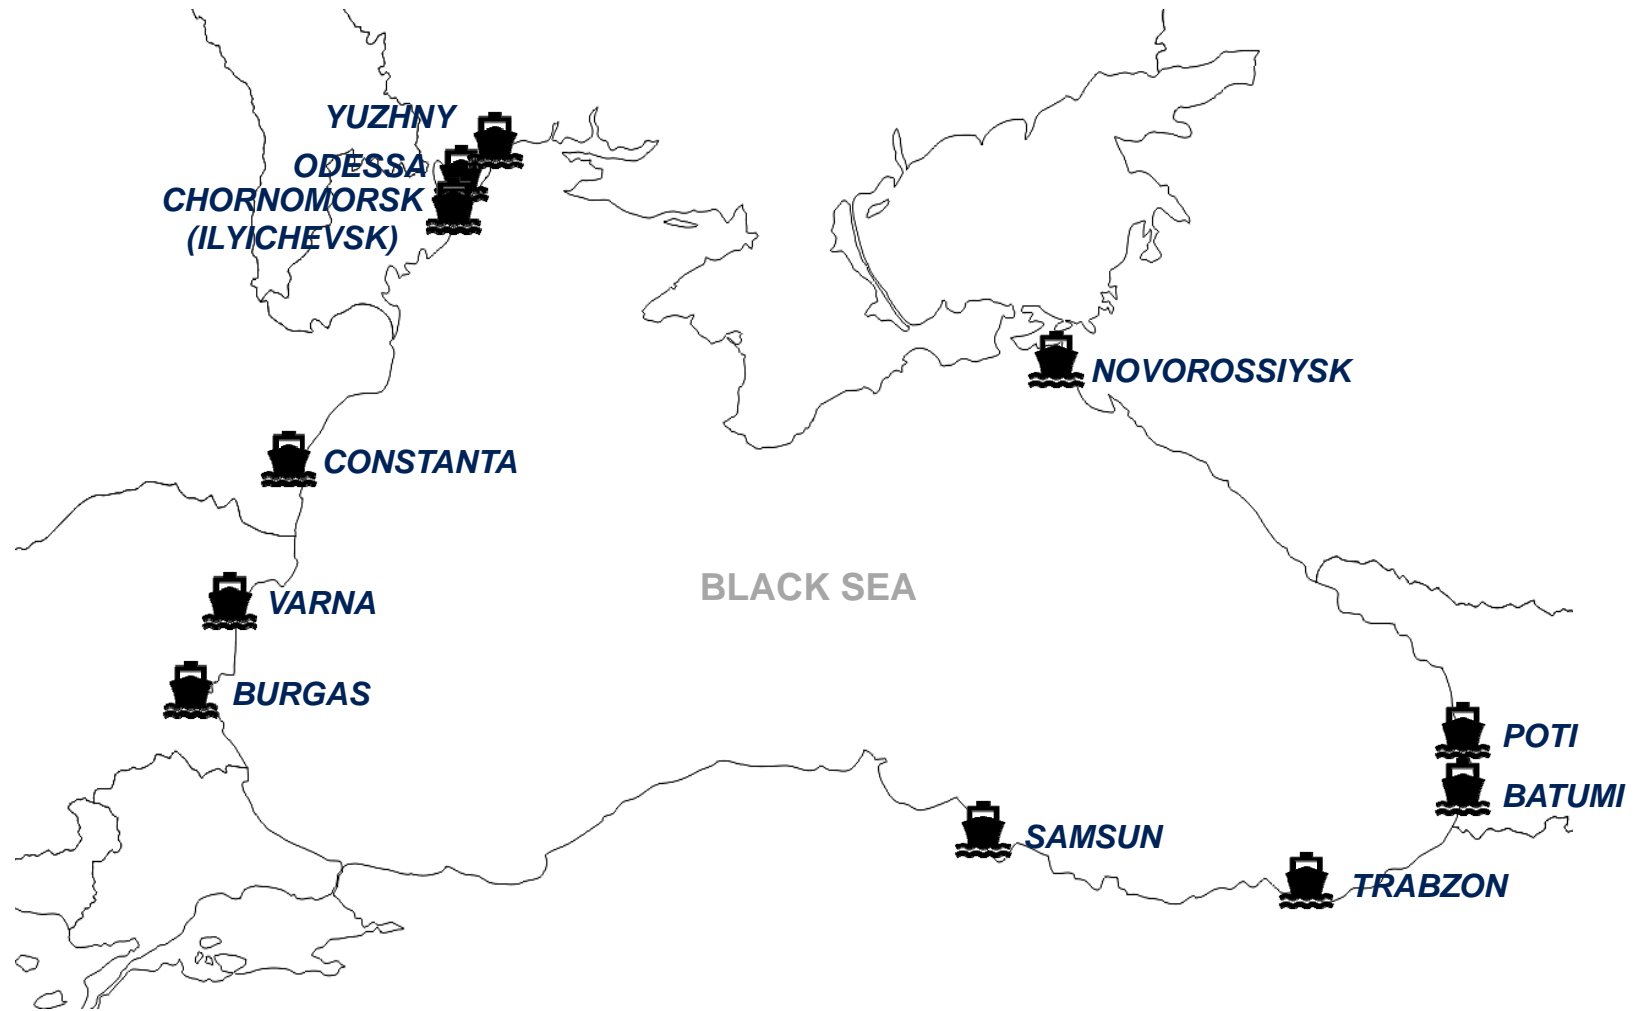 YUZHNY
ODESSA
CHORNOMORSK
(ILYICHEVSK)
NOVOROSSIYSK
CONSTANTA
BLACK SEA
VARNA
BURGAS
POTI
BATUMI
SAMSUN
TRABZON